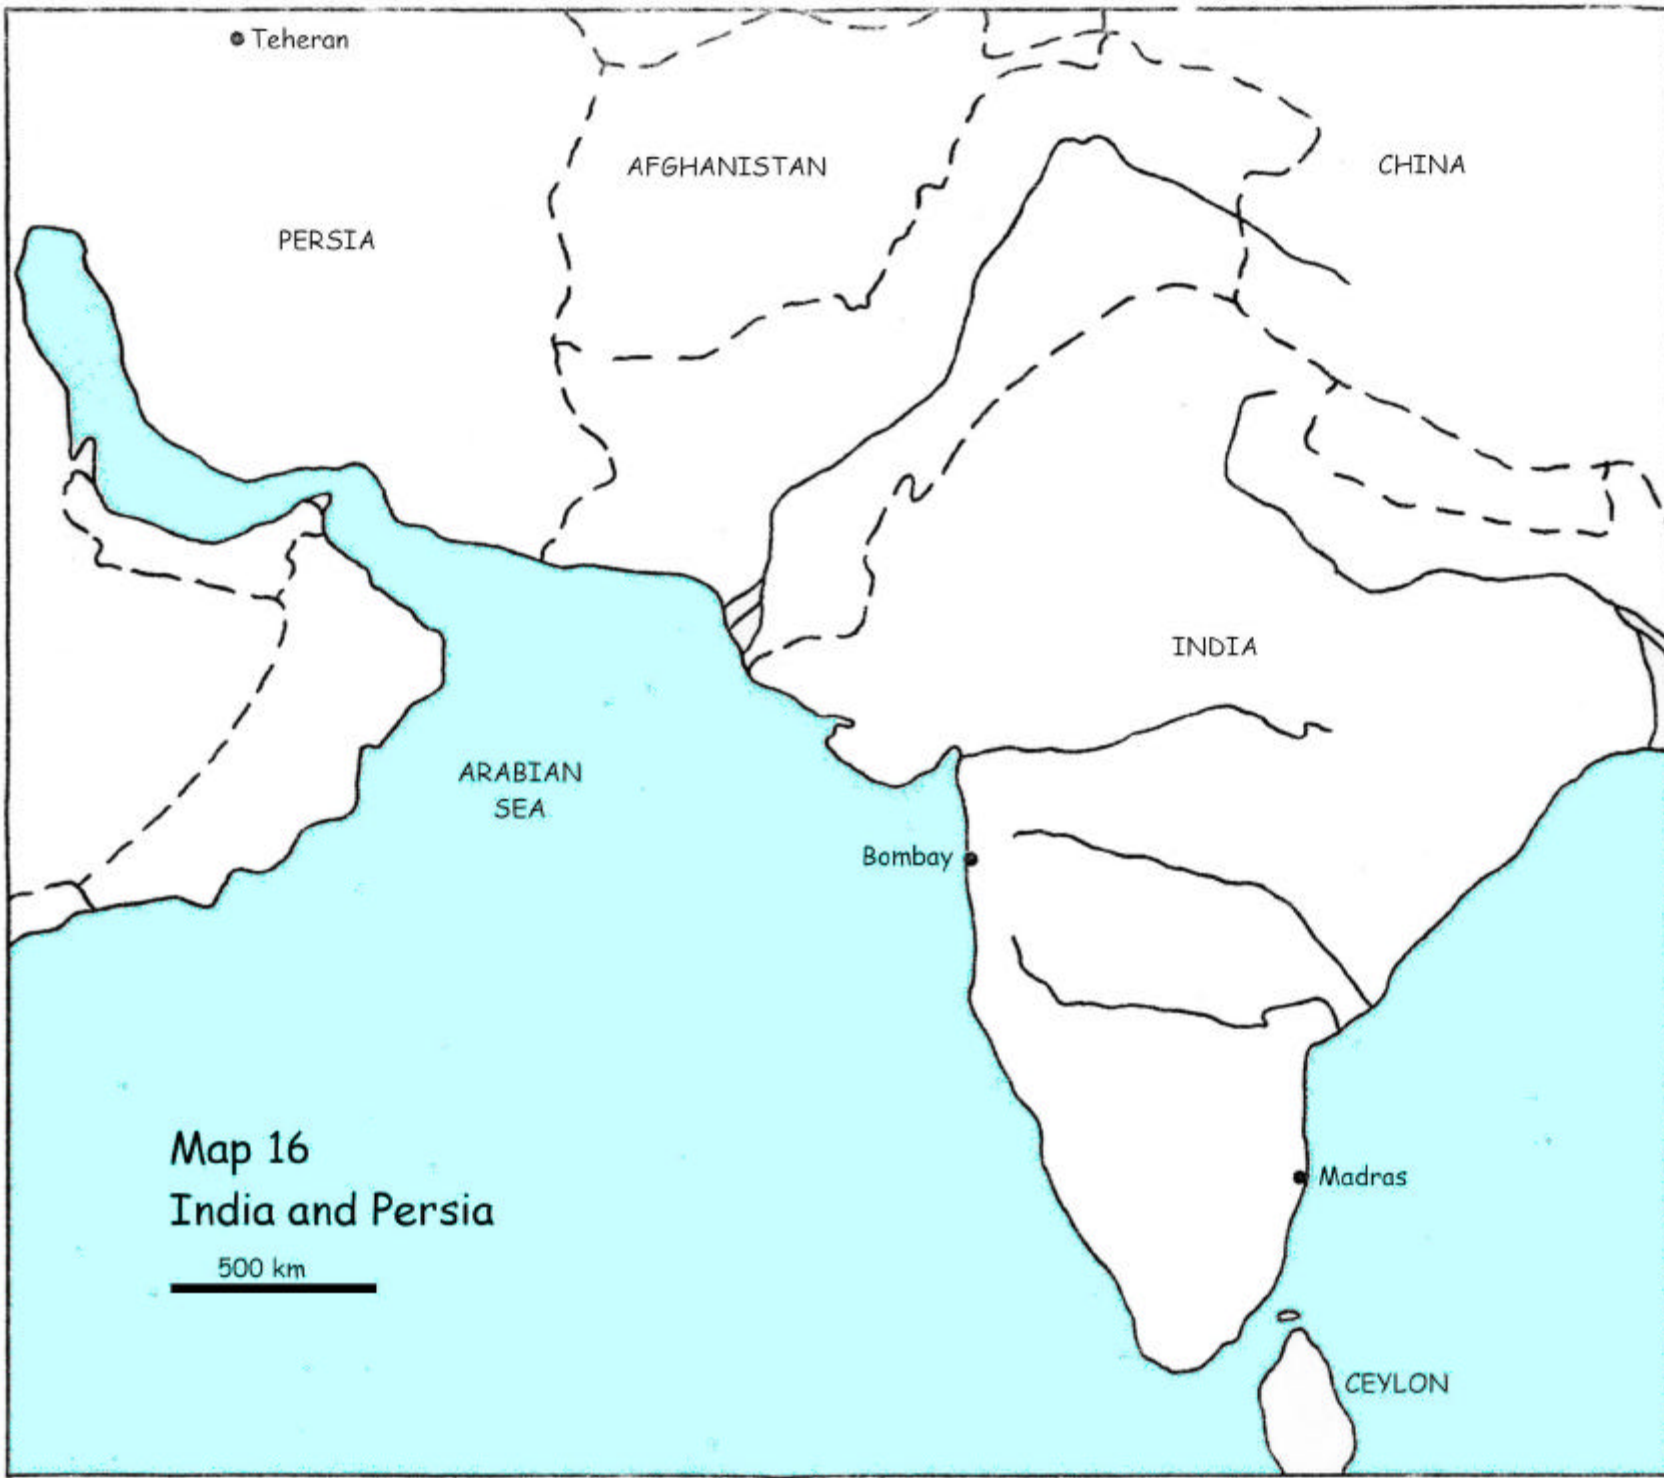 Teheran
AFGHANISTAN
CHINA
PERSIA
INDIA
ARABIAN
SEA
Bombay
Map 16
India and Persia
500 km
Madras
CEYLON